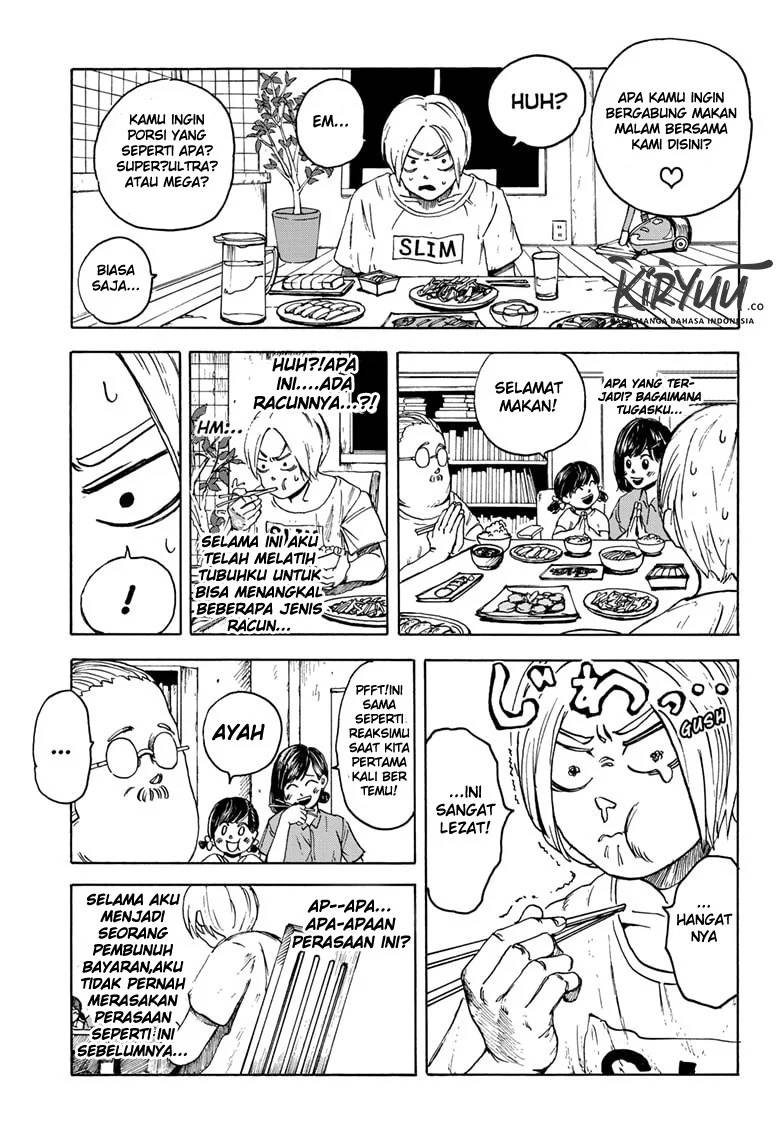 APA KAMU INGIN
BERGABUNG MAKAN
MALAM BERSAMA
KAMI DISINI?
HUH?
EM...
KAMU INGIN
PORSI YANG
SEPERTI APA?
SUPER?ULTRA?
ATAU MEGA?
BIASA
SAJA...
SLIM
KIRYUU.CO
BACA MANGA BAHASA INDONESIA
APA YANG TER-
JADI? BAGAIMANA
TUGASKU...
SELAMAT
MAKAN!
HUH?!APA
INI....ADA
RACUNNYA...?!
HM...
SLIM
SELAMA INI AKU
TELAH MELATIH
TUBUHKU UNTUK
BISA MENANGKAL
BEBERAPA JENIS
RACUN...
!
じわっ...
GUSH
...INI
SANGAT
LEZAT!
...
HANGAT
NYA
PFFT!INI
SAMA
SEPERTI
REAKSIMU
SAAT KITA
PERTAMA
KALI BER
TEMU!
AYAH
...
AP--APA...
APA-APAAN
PERASAAN INI?
SELAMA AKU
MENJADI
SEORANG
PEMBUNUH
BAYARAN,AKU
TIDAK PERNAH
MERASAKAN
PERASAAN
SEPERTI INI
SEBELUMNYA...